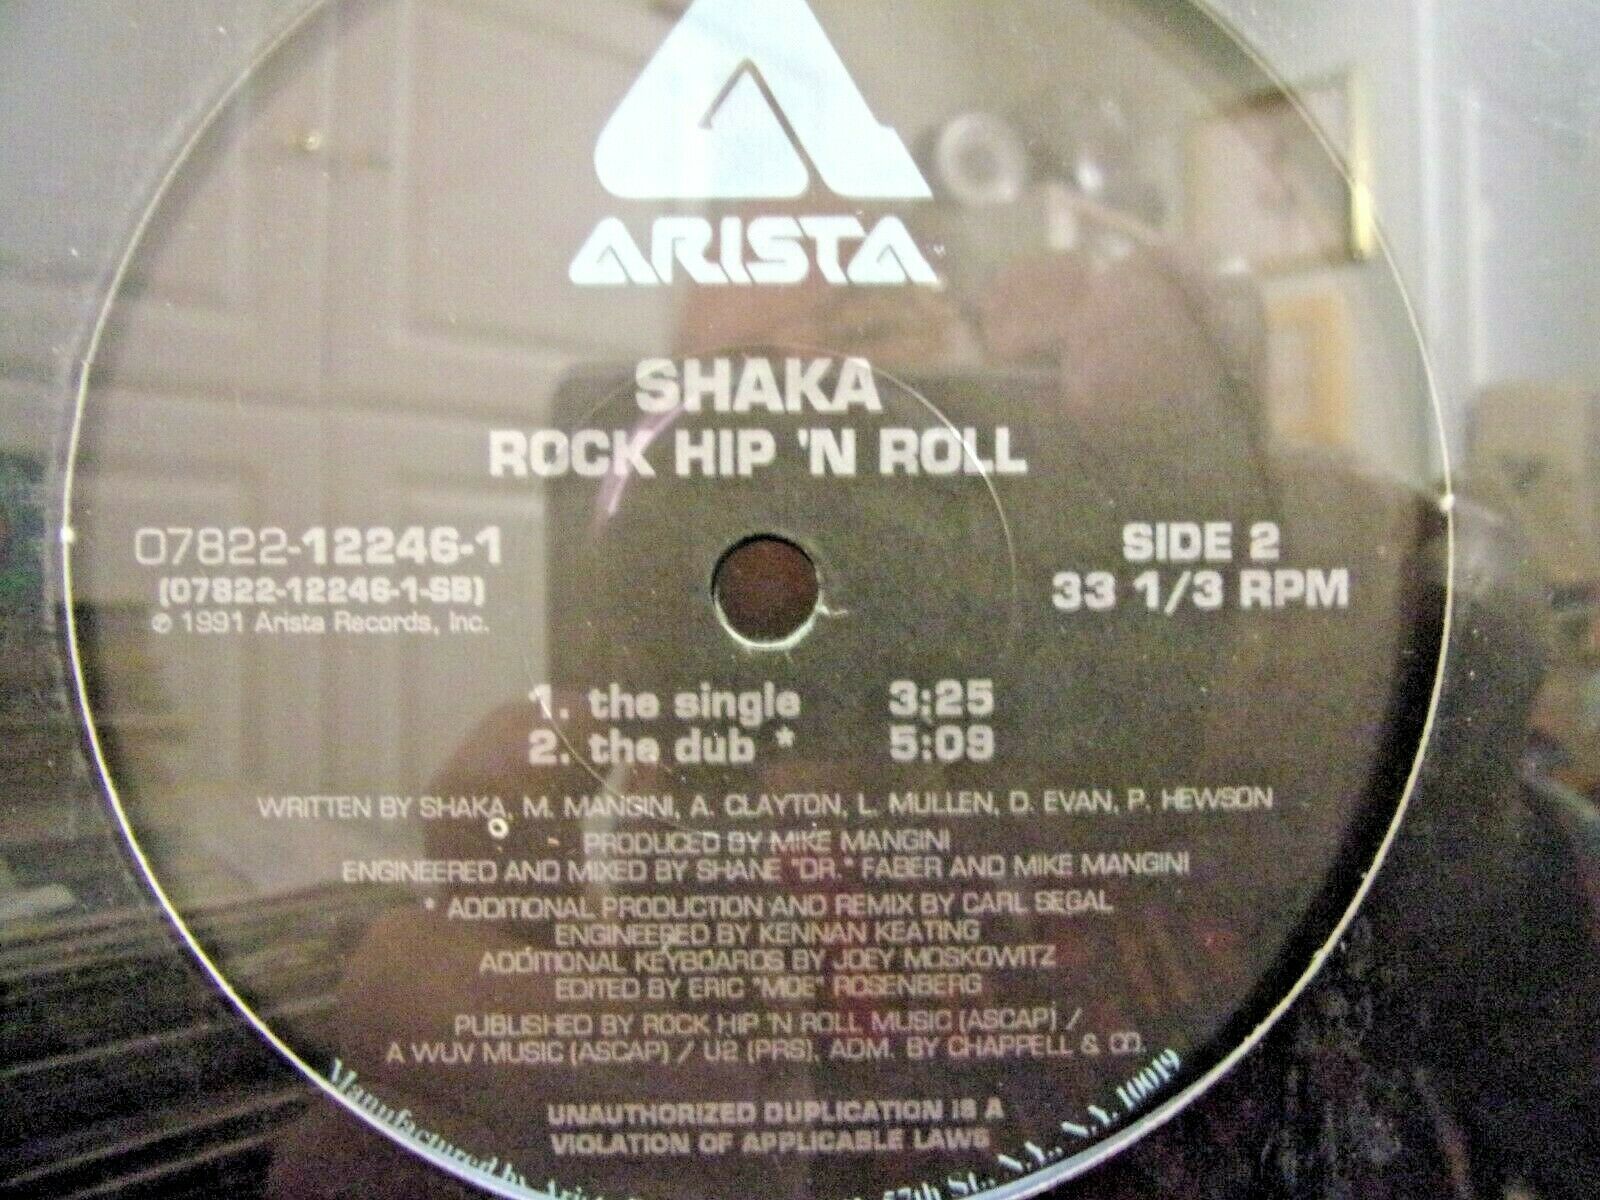 ARISTA
SHAKA
ROCK HIP 'N ROLL
07822-12246-1
(07822-12246-1-SB)
℗ 1991 Arista Records, Inc.
SIDE 2
33 1/3 RPM
1. the single 3:25
2. the dub * 5:09
WRITTEN BY SHAKA, M. MANGINI, A. CLAYTON, L. MULLEN, D. EVAN, P. HEWSON
PRODUCED BY MIKE MANGINI
ENGINEERED AND MIXED BY SHANE "DR." FABER AND MIKE MANGINI
* ADDITIONAL PRODUCTION AND REMIX BY CARL SEGAL
ENGINEERED BY KENNAN KEATING
ADDITIONAL KEYBOARDS BY JOEY MOSKOWITZ
EDITED BY ERIC "MOE" ROSENBERG
PUBLISHED BY ROCK HIP 'N ROLL MUSIC (ASCAP) /
A WUV MUSIC (ASCAP) / U2 (PRS), ADM. BY CHAPPELL & CO.
UNAUTHORIZED DUPLICATION IS A
VIOLATION OF APPLICABLE LAWS
Manufactured by 57th St., N.Y., N.Y. 10019